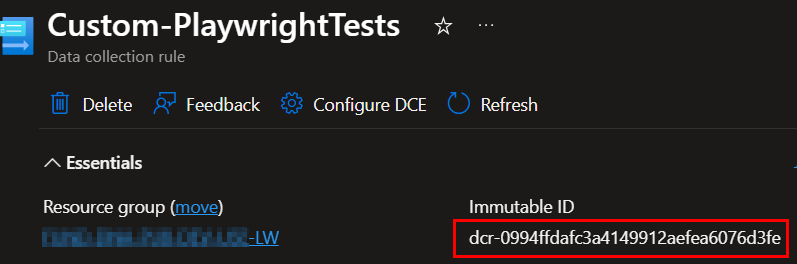 Custom-PlaywrightTests
Data collection rule
Delete
Feedback
Configure DCE
Refresh
Essentials
Resource group (move)
-LW
Immutable ID
dcr-0994ffdafc3a4149912aefea6076d3fe